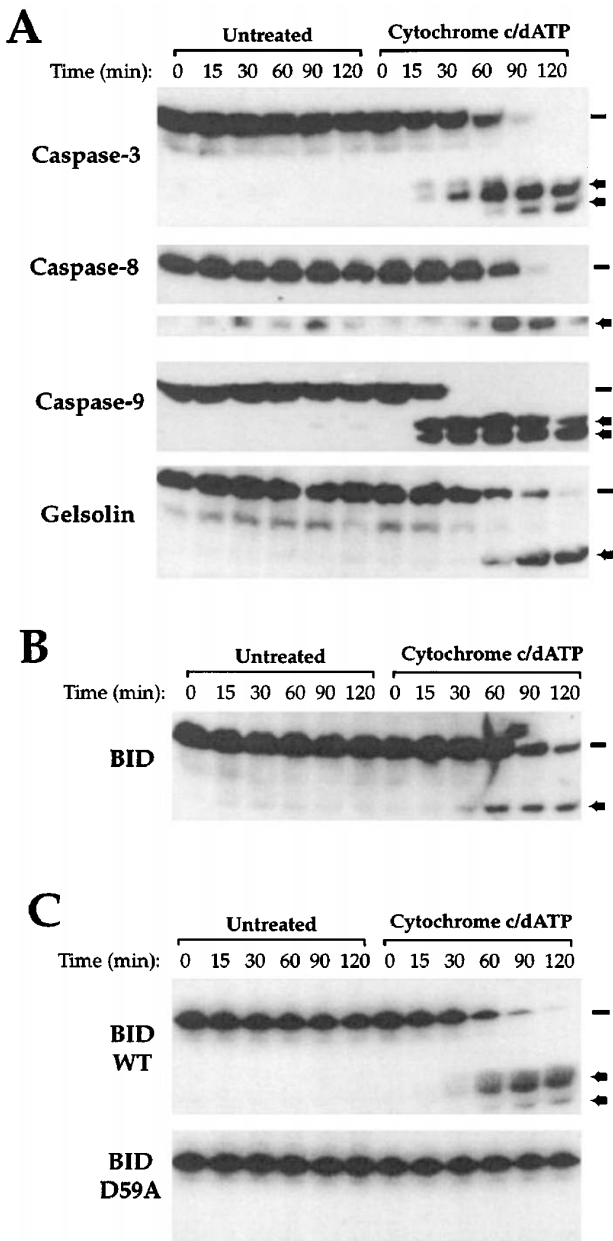 A
Untreated Cytochrome c/dATP
Time (min): 0 15 30 60 90 120 0 15 30 60 90 120
Caspase-3
Caspase-8
Caspase-9
Gelsolin
B
Untreated Cytochrome c/dATP
Time (min): 0 15 30 60 90 120 0 15 30 60 90 120
BID
C
Untreated Cytochrome c/dATP
Time (min): 0 15 30 60 90 120 0 15 30 60 90 120
BID
WT
BID
D59A